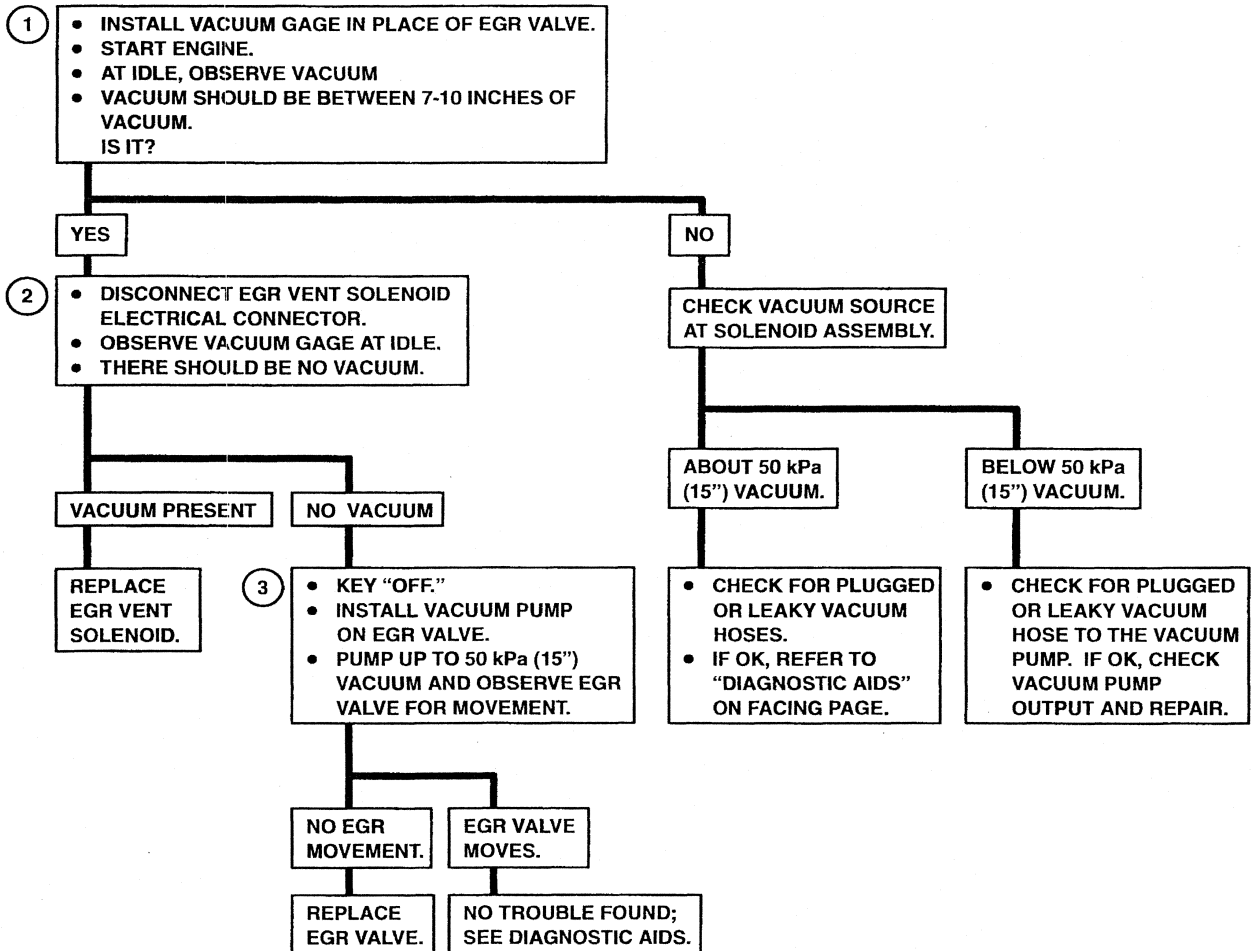 1
• INSTALL VACUUM GAGE IN PLACE OF EGR VALVE.
• START ENGINE.
• AT IDLE, OBSERVE VACUUM
• VACUUM SHOULD BE BETWEEN 7-10 INCHES OF
VACUUM.
IS IT?
YES
NO
2
• DISCONNECT EGR VENT SOLENOID
ELECTRICAL CONNECTOR.
• OBSERVE VACUUM GAGE AT IDLE.
• THERE SHOULD BE NO VACUUM.
CHECK VACUUM SOURCE
AT SOLENOID ASSEMBLY.
VACUUM PRESENT
NO VACUUM
ABOUT 50 kPa
(15”) VACUUM.
BELOW 50 kPa
(15”) VACUUM.
REPLACE
EGR VENT
SOLENOID.
3
• KEY “OFF.”
• INSTALL VACUUM PUMP
ON EGR VALVE.
• PUMP UP TO 50 kPa (15”)
VACUUM AND OBSERVE EGR
VALVE FOR MOVEMENT.
• CHECK FOR PLUGGED
OR LEAKY VACUUM
HOSES.
• IF OK, REFER TO
“DIAGNOSTIC AIDS”
ON FACING PAGE.
• CHECK FOR PLUGGED
OR LEAKY VACUUM
HOSE TO THE VACUUM
PUMP. IF OK, CHECK
VACUUM PUMP
OUTPUT AND REPAIR.
NO EGR
MOVEMENT.
EGR VALVE
MOVES.
REPLACE
EGR VALVE.
NO TROUBLE FOUND;
SEE DIAGNOSTIC AIDS.